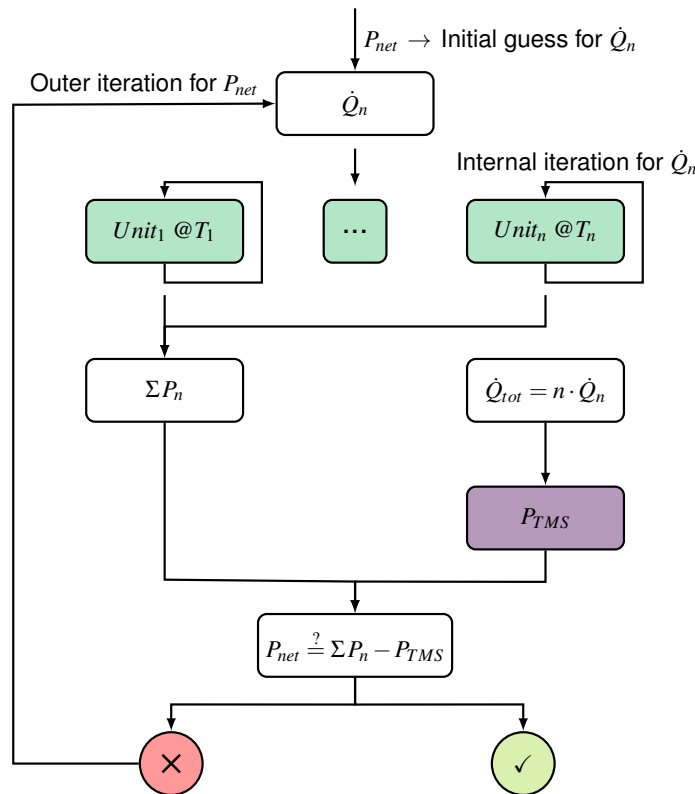 P_net → Initial guess for Q̇_n
Outer iteration for P_net
Q̇_n
Internal iteration for Q̇_n
Unit_1 @T_1
...
Unit_n @T_n
ΣP_n
Q̇_tot = n · Q̇_n
P_TMS
P_net ≟ ΣP_n − P_TMS
× ✓